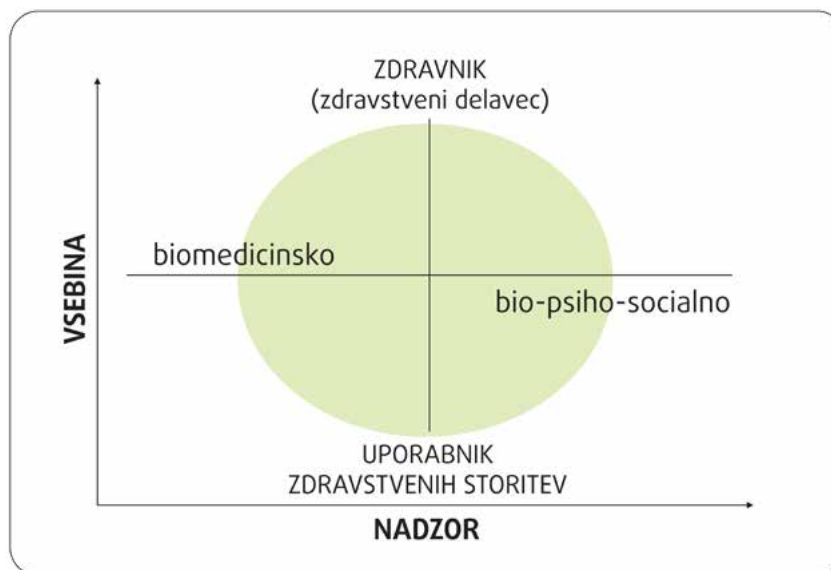 ZDRAVNIK
(zdravstveni delavec)
VSEBINA
biomedicinsko
bio-psiho-socialno
UPORABNIK
ZDRAVSTVENIH STORITEV
NADZOR